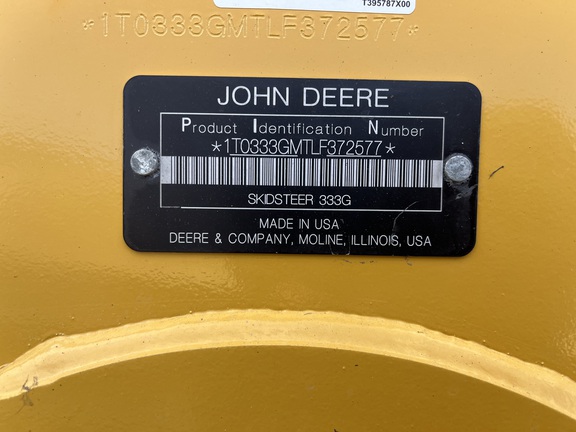 T395787X00
*1T0333GMTLF372577*
JOHN DEERE
Product Identification Number
*1T0333GMTLF372577*
SKIDSTEER 333G
MADE IN USA
DEERE & COMPANY, MOLINE, ILLINOIS, USA